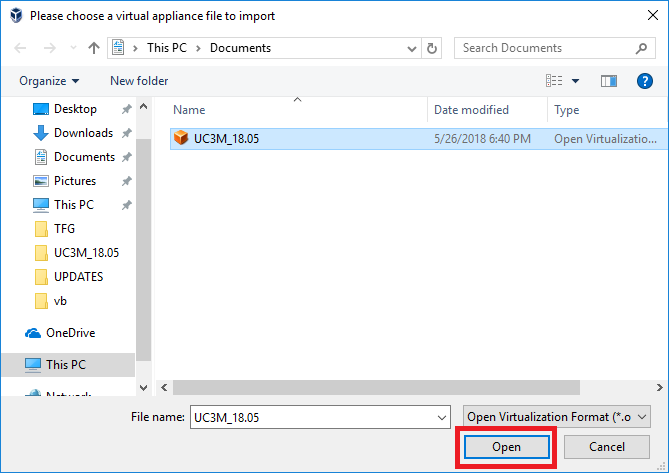 Please choose a virtual appliance file to import
This PC > Documents
Search Documents
Organize
New folder
Name
Date modified
Type
Desktop
Downloads
Documents
Pictures
This PC
TFG
UC3M_18.05
UPDATES
vb
OneDrive
This PC
Network
UC3M_18.05 5/26/2018 6:40 PM Open Virtualizatio...
File name: UC3M_18.05 Open Virtualization Format (*.o
Open Cancel